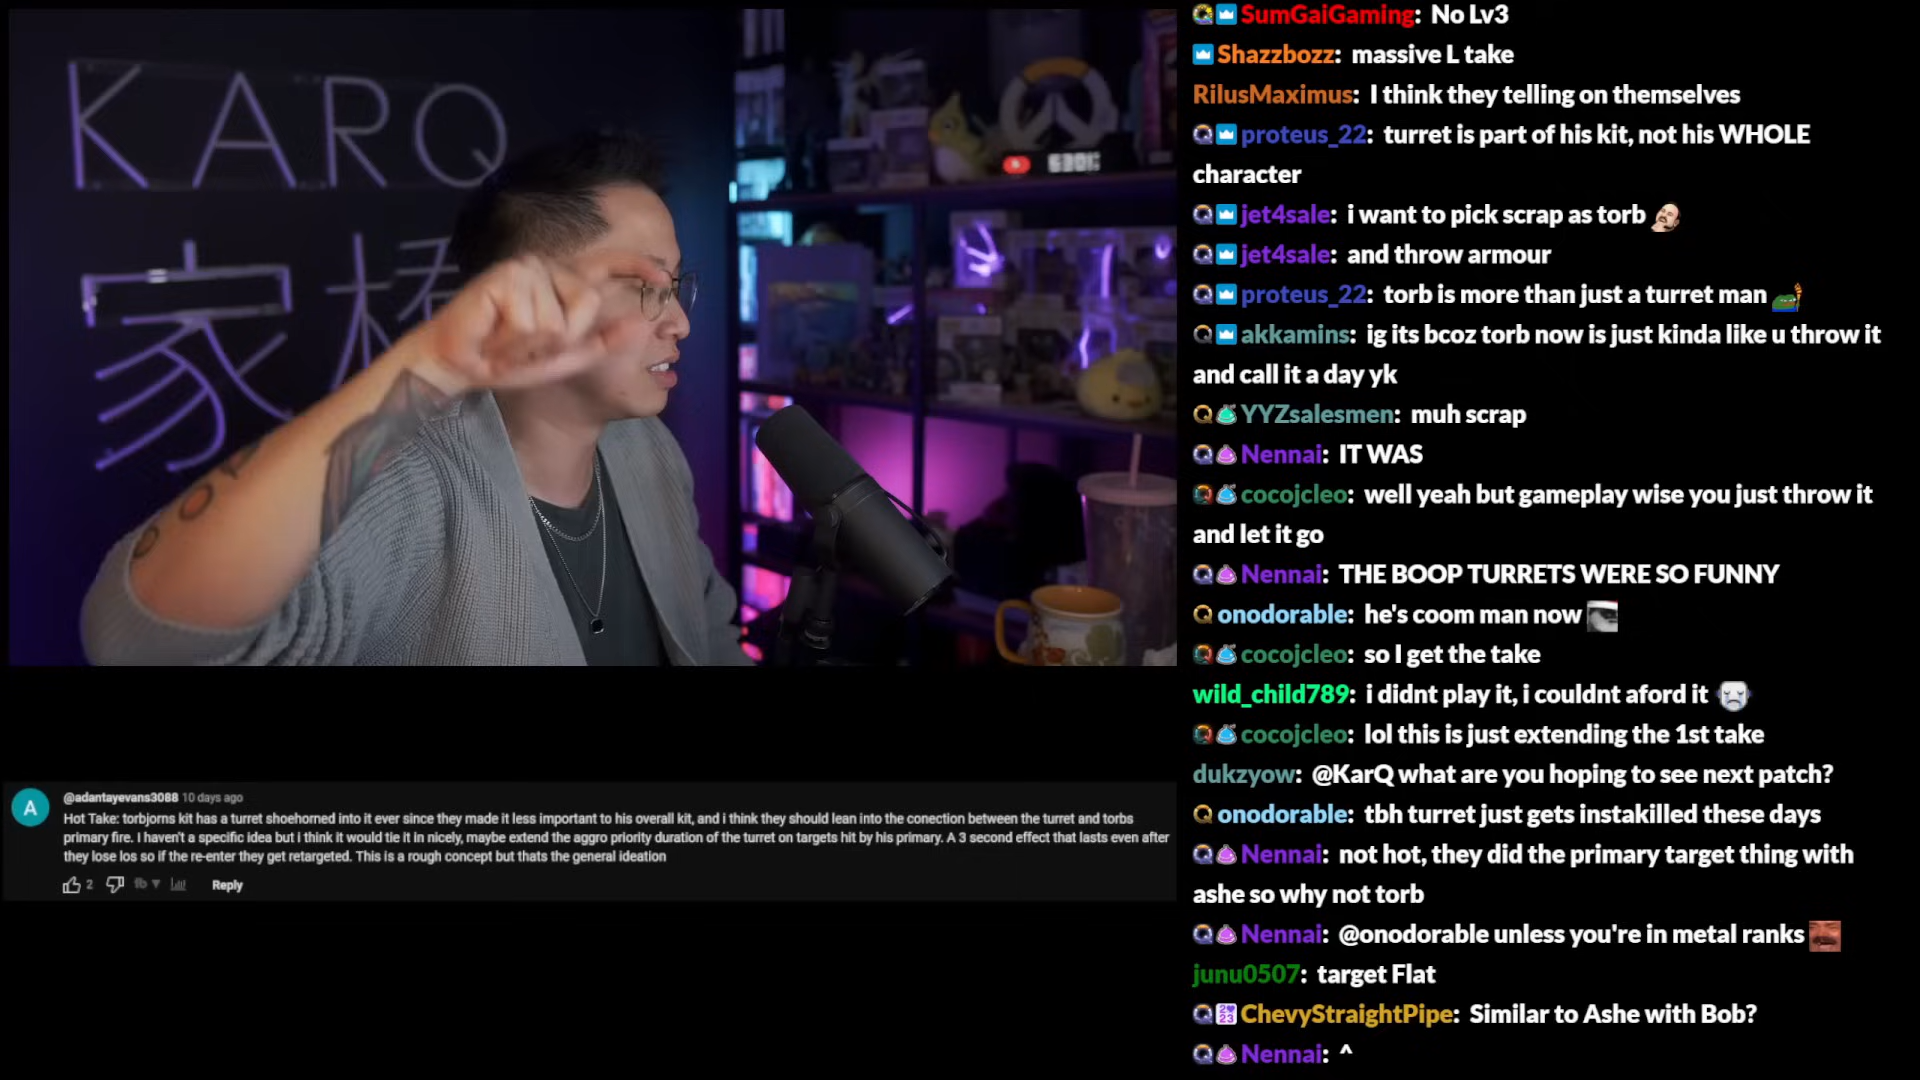 KARQ
家橋
SumGaiGaming: No Lv3
Shazzbozz: massive L take
RilusMaximus: I think they telling on themselves
proteus_22: turret is part of his kit, not his WHOLE
character
jet4sale: i want to pick scrap as torb
jet4sale: and throw armour
proteus_22: torb is more than just a turret man
akkamins: ig its bcoz torb now is just kinda like u throw it
and call it a day yk
YYZsalesmen: muh scrap
Nennai: IT WAS
cocojcleo: well yeah but gameplay wise you just throw it
and let it go
Nennai: THE BOOP TURRETS WERE SO FUNNY
onodorable: he's coom man now
cocojcleo: so I get the take
wild_child789: i didnt play it, i couldnt aford it
cocojcleo: lol this is just extending the 1st take
dukzyow: @KarQ what are you hoping to see next patch?
onodorable: tbh turret just gets instakilled these days
Nennai: not hot, they did the primary target thing with
ashe so why not torb
Nennai: @onodorable unless you're in metal ranks
junu0507: target Flat
ChevyStraightPipe: Similar to Ashe with Bob?
Nennai: ^
A
@adantayevans3088 10 days ago
Hot Take: torbjorns kit has a turret shoehorned into it ever since they made it less important to his overall kit, and i think they should lean into the conection between the turret and torbs
primary fire. I haven't a specific idea but i think it would tie it in nicely, maybe extend the aggro priority duration of the turret on targets hit by his primary. A 3 second effect that lasts even after
they lose los so if the re-enter they get retargeted. This is a rough concept but thats the general ideation
2 Reply